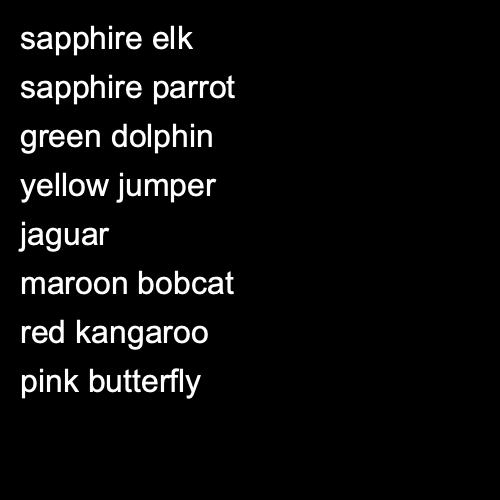 sapphire elk
sapphire parrot
green dolphin
yellow jumper
jaguar
maroon bobcat
red kangaroo
pink butterfly